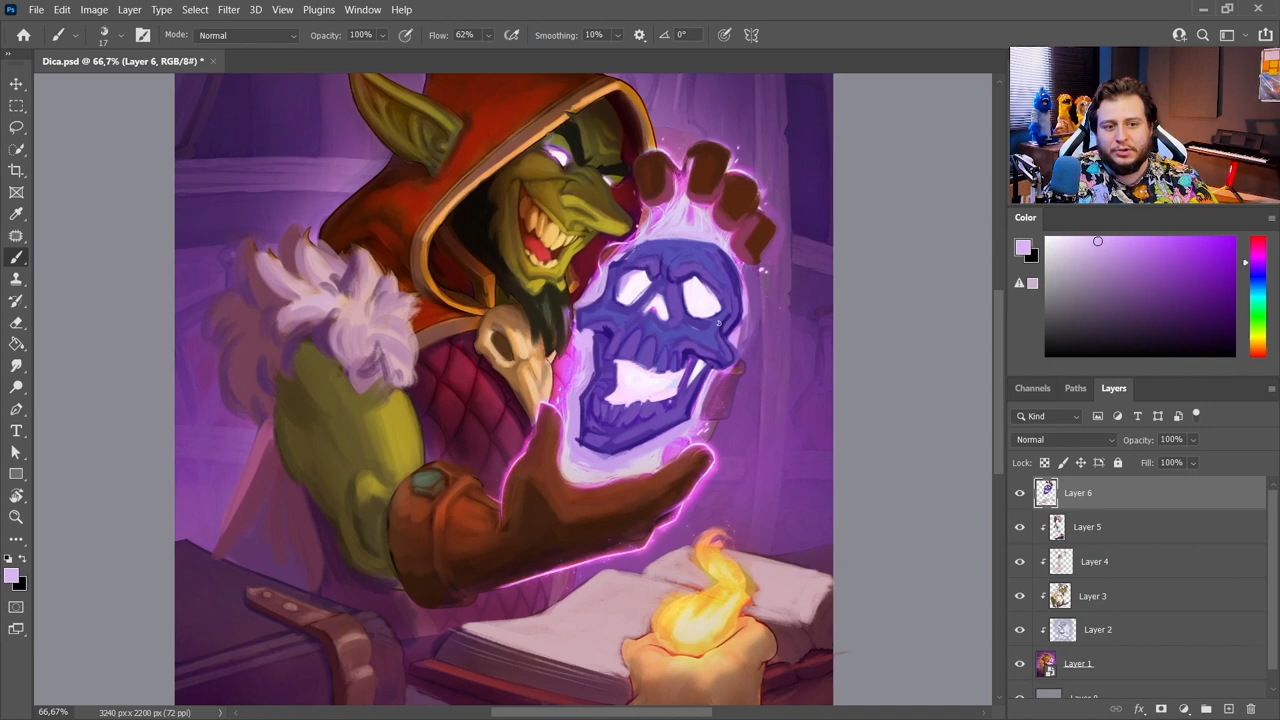 Ps File Edit Image Layer Type Select Filter 3D View Plugins Window Help
17 Mode: Normal Opacity: 100% Flow: 62% Smoothing: 10% 0°
Dica.psd @ 66,7% (Layer 6, RGB/8#) *
Color
Channels Paths Layers
Kind
Normal Opacity: 100%
Lock: Fill: 100%
Layer 6
Layer 5
Layer 4
Layer 3
Layer 2
Layer 1
66,67% 3240 px x 2200 px (72 ppi)